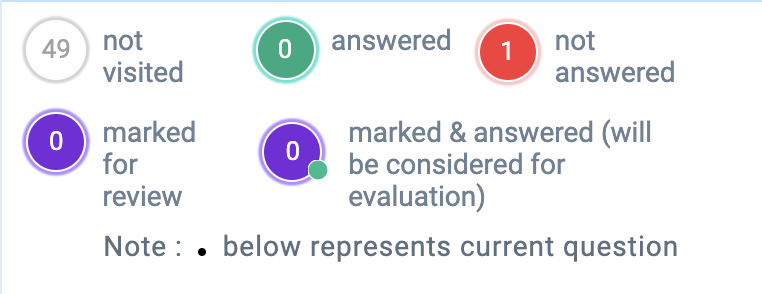 49 not visited
0 answered
1 not answered
0 marked for review
0 marked & answered (will be considered for evaluation)
Note : . below represents current question